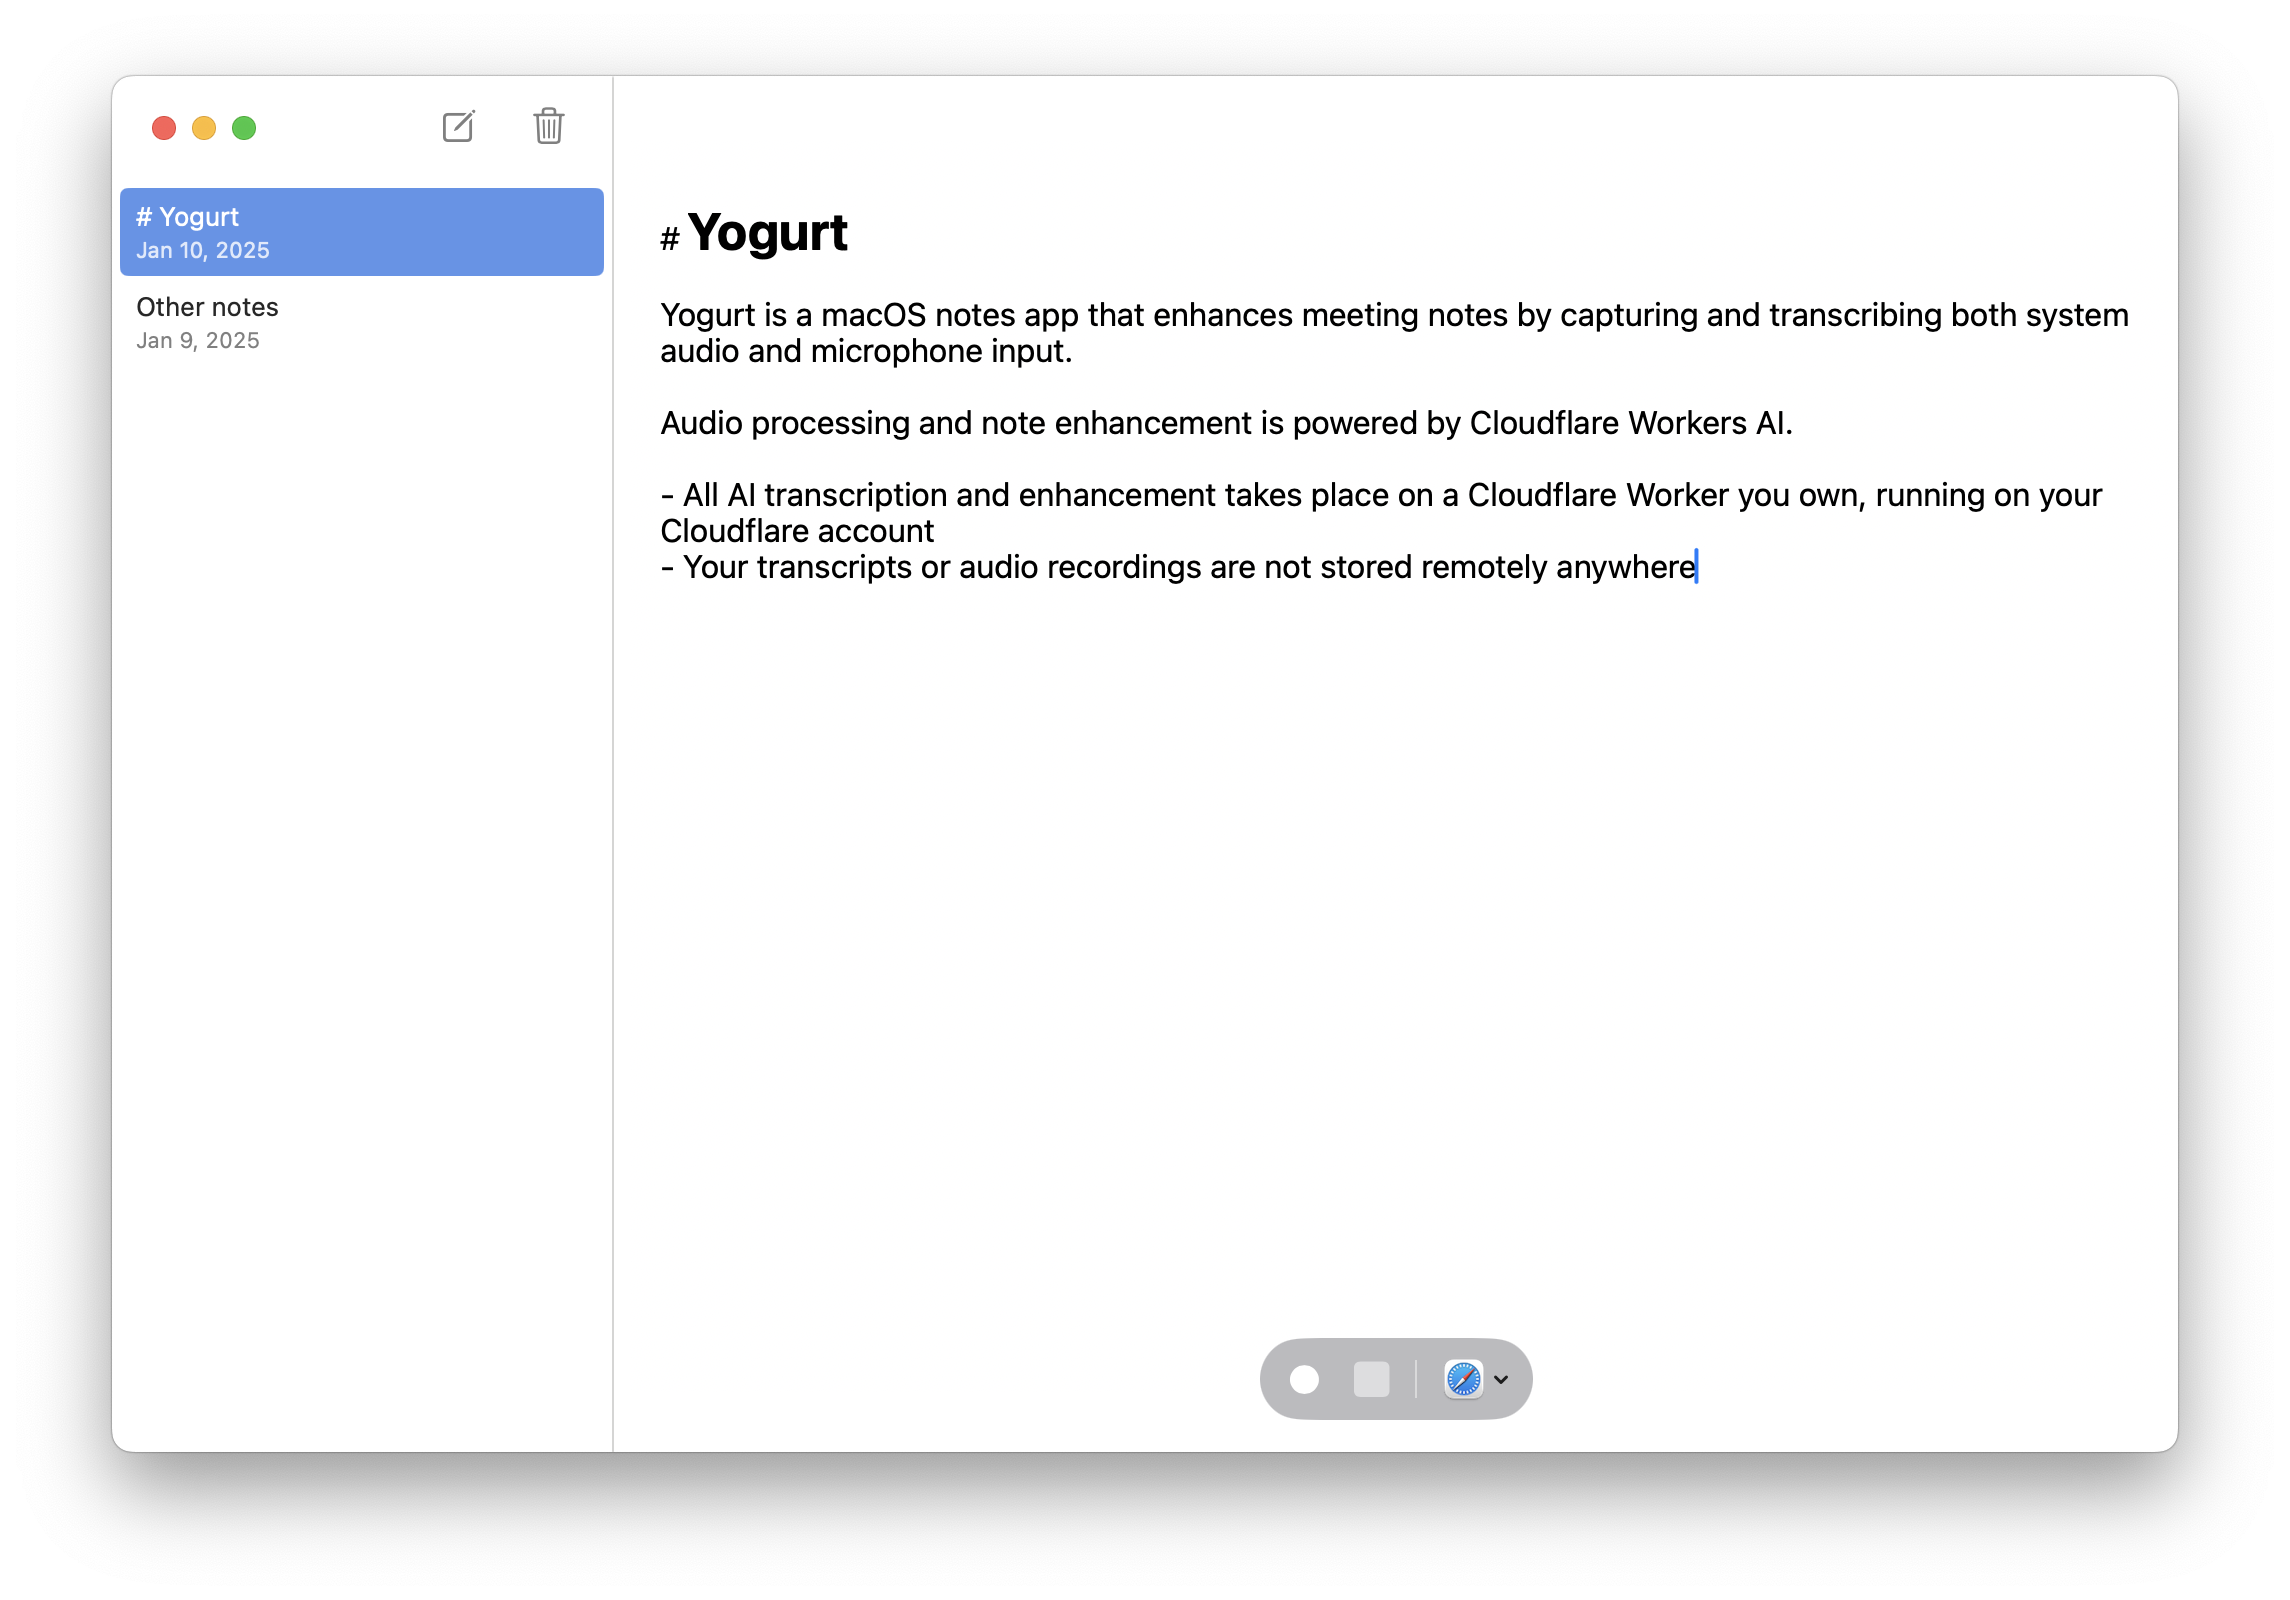 # Yogurt
Jan 10, 2025
Other notes
Jan 9, 2025
# Yogurt
Yogurt is a macOS notes app that enhances meeting notes by capturing and transcribing both system
audio and microphone input.
Audio processing and note enhancement is powered by Cloudflare Workers AI.
- All AI transcription and enhancement takes place on a Cloudflare Worker you own, running on your
Cloudflare account
- Your transcripts or audio recordings are not stored remotely anywhere